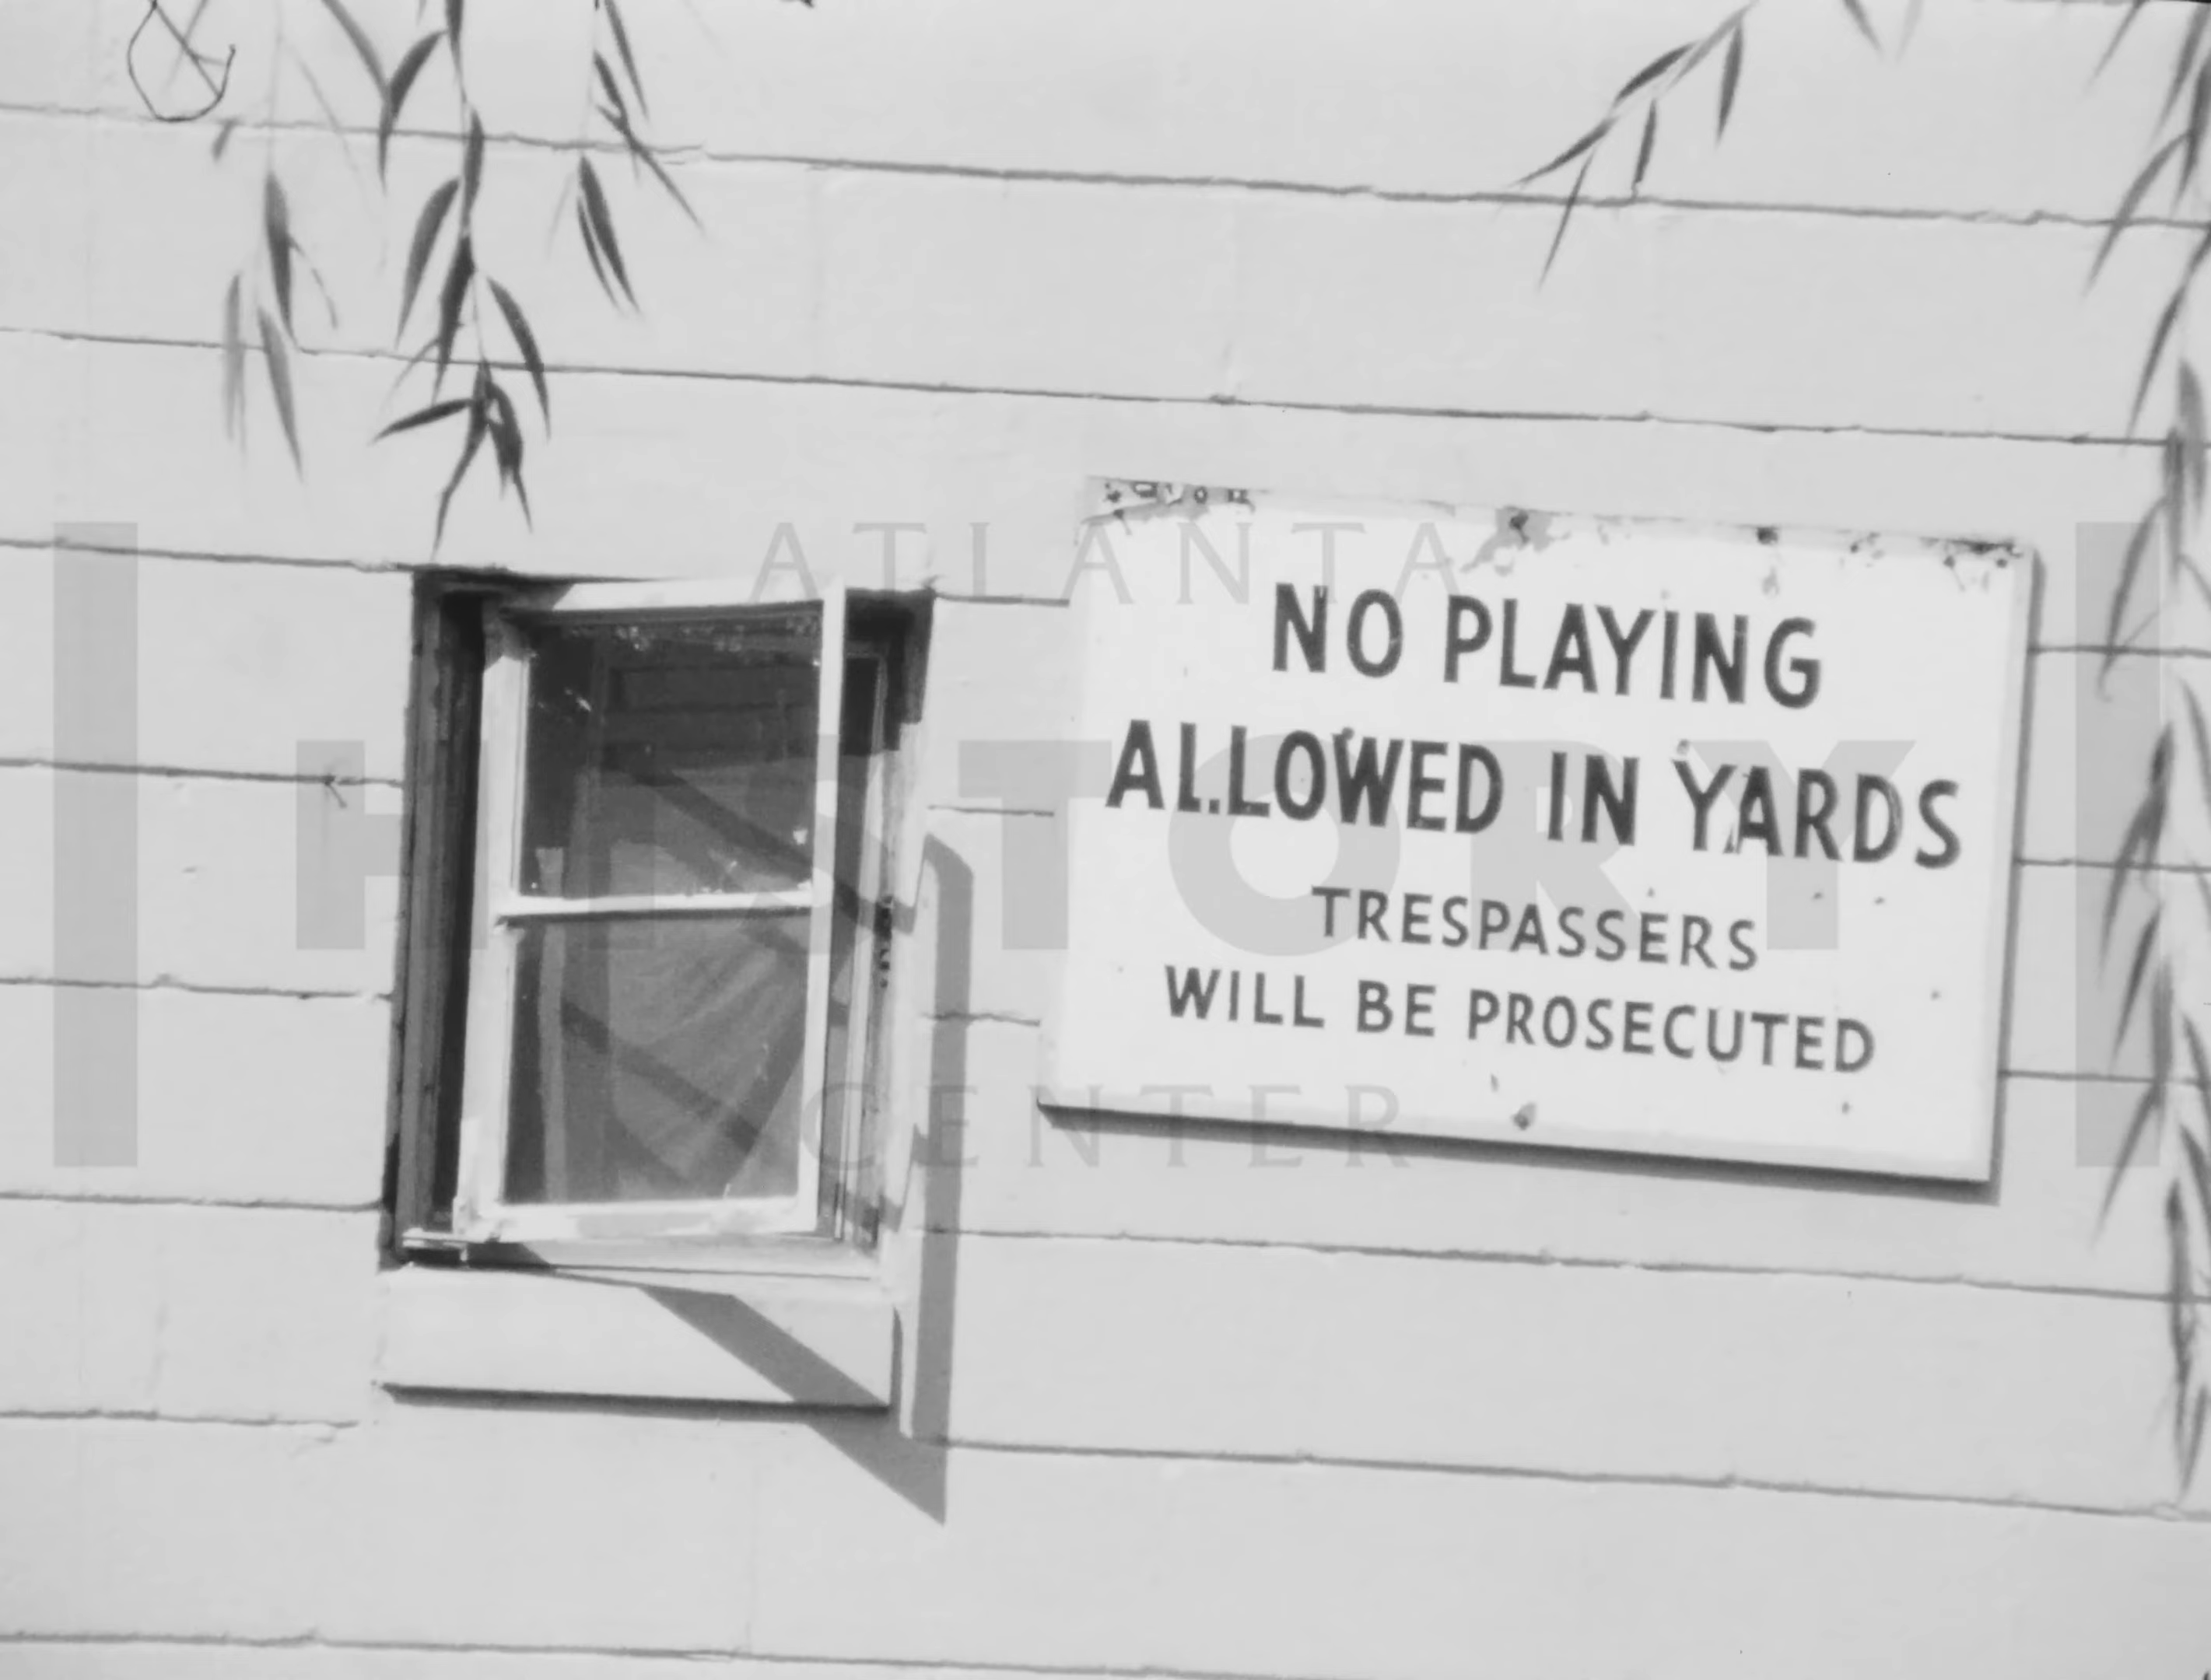 NO PLAYING
ALLOWED IN YARDS
TRESPASSERS
WILL BE PROSECUTED
ATLANTA
HISTORY
CENTER